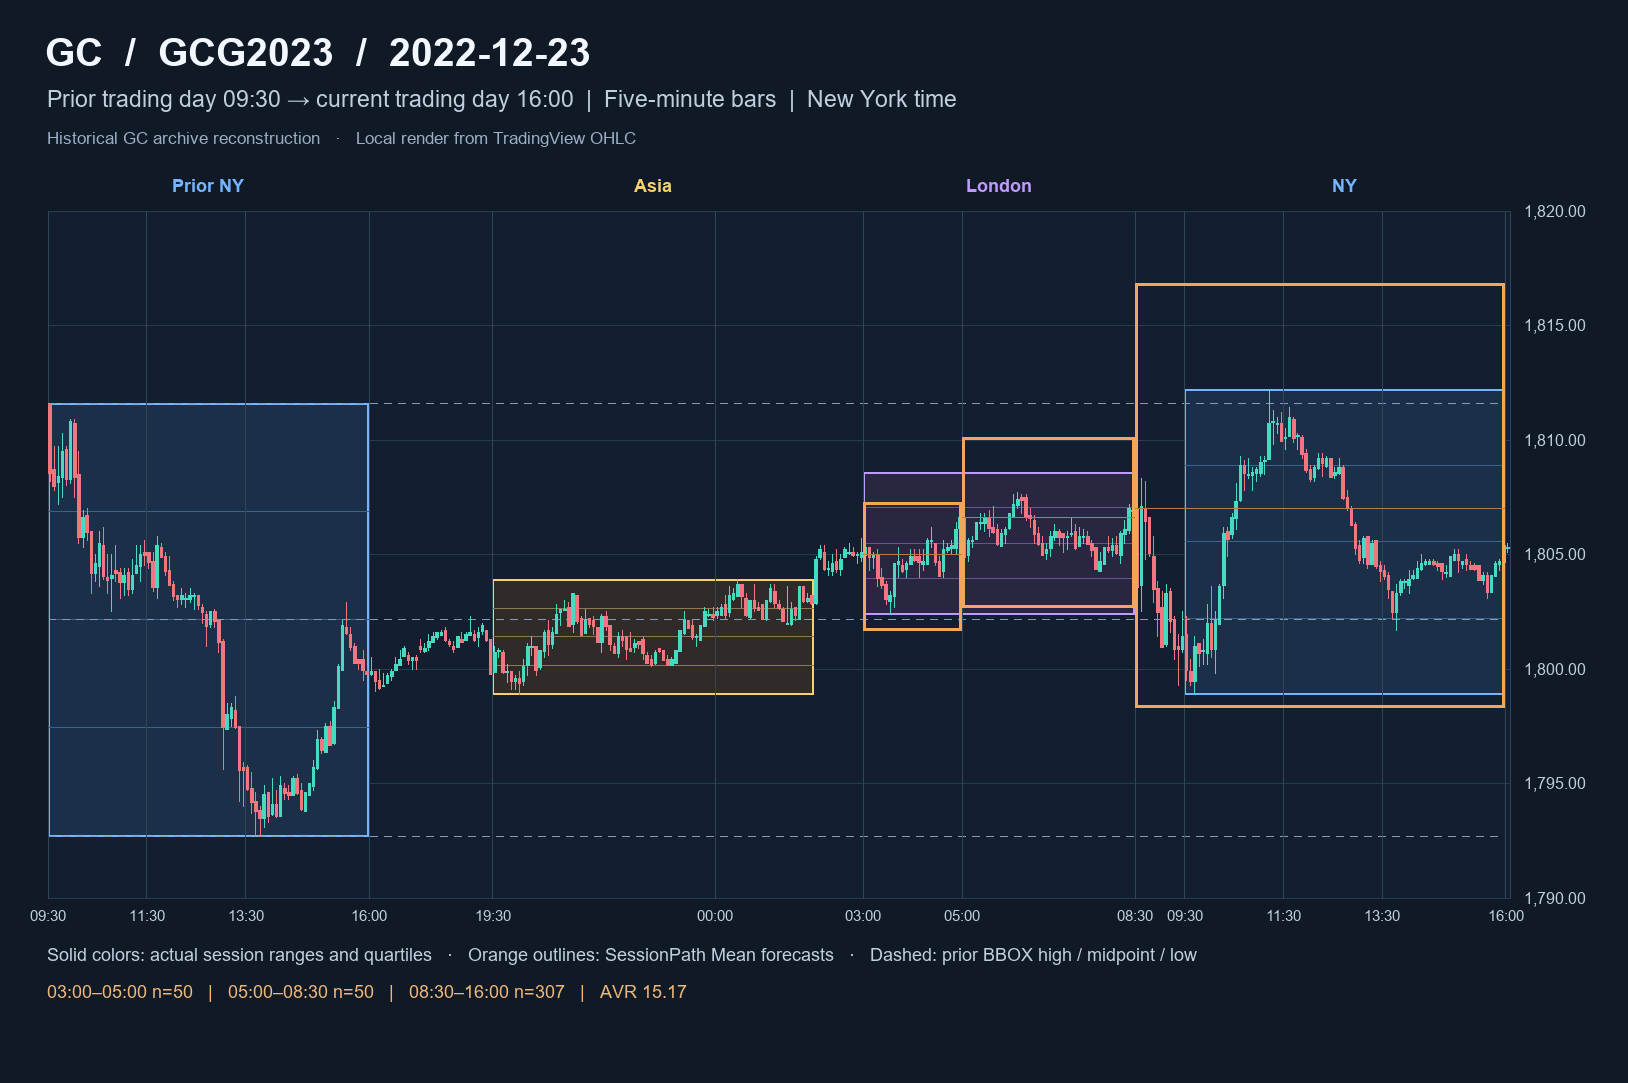 GC / GCG2023 / 2022-12-23
Prior trading day 09:30 → current trading day 16:00 | Five-minute bars | New York time
Historical GC archive reconstruction · Local render from TradingView OHLC
Prior NY Asia London NY
1,820.00
1,815.00
1,810.00
1,805.00
1,800.00
1,795.00
1,790.00
09:30 11:30 13:30 16:00 19:30 00:00 03:00 05:00 08:30 09:30 11:30 13:30 16:00
Solid colors: actual session ranges and quartiles · Orange outlines: SessionPath Mean forecasts · Dashed: prior BBOX high / midpoint / low
03:00–05:00 n=50 | 05:00–08:30 n=50 | 08:30–16:00 n=307 | AVR 15.17